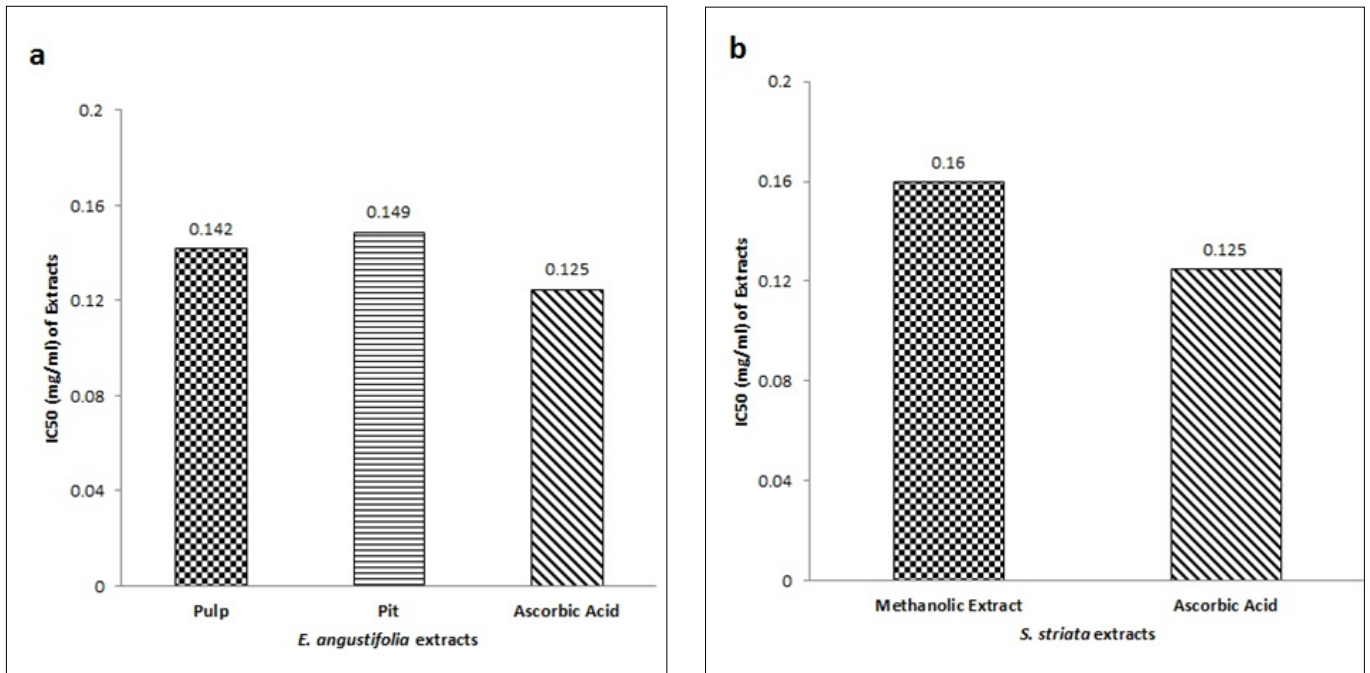 a
IC50 (mg/ml) of Extracts
0.2
0.16
0.12
0.08
0.04
0
0.142
0.149
0.125
Pulp
Pit
Ascorbic Acid
E. angustifolia extracts
b
IC50 (mg/ml) of Extracts
0.2
0.16
0.12
0.08
0.04
0
0.16
0.125
Methanolic Extract
Ascorbic Acid
S. striata extracts